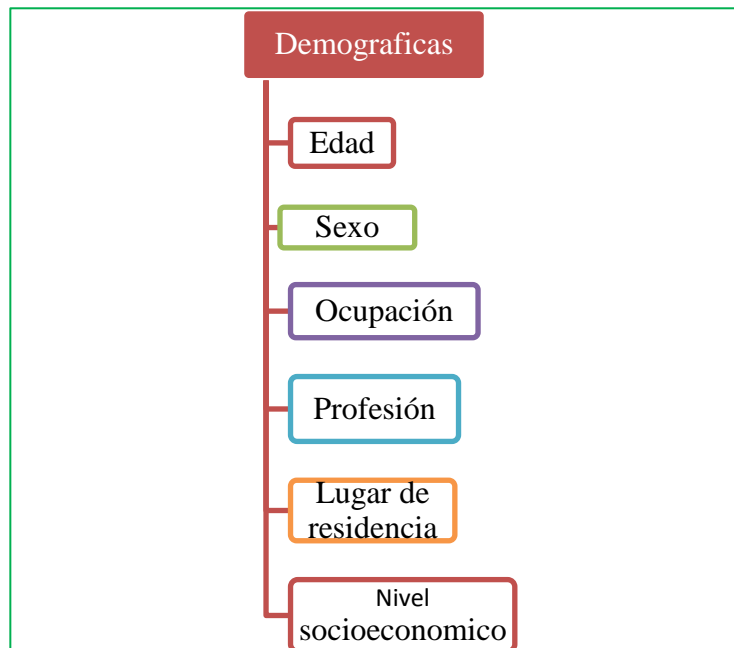 Demograficas
Edad
Sexo
Ocupación
Profesión
Lugar de
residencia
Nivel
socioeconomico